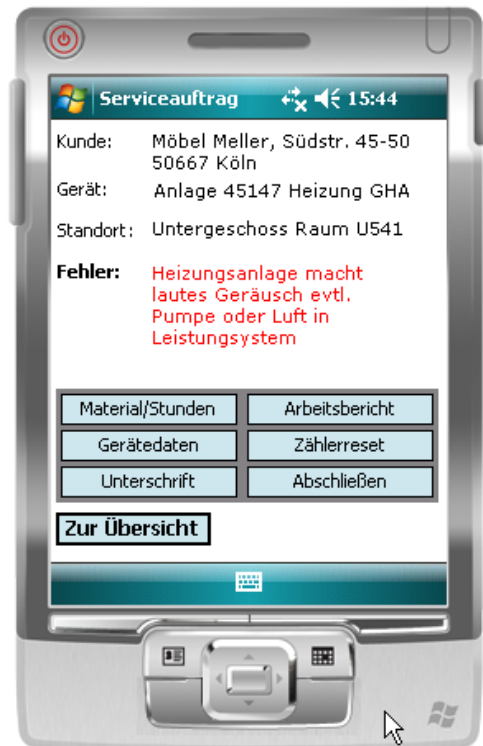 Serviceauftrag 15:44
Kunde: Möbel Meller, Südstr. 45-50
50667 Köln
Gerät: Anlage 45147 Heizung GHA
Standort: Untergeschoss Raum U541
Fehler: Heizungsanlage macht
lautes Geräusch evtl.
Pumpe oder Luft in
Leistungsystem
Material/Stunden Arbeitsbericht
Gerätedaten Zählerreset
Unterschrift Abschließen
Zur Übersicht